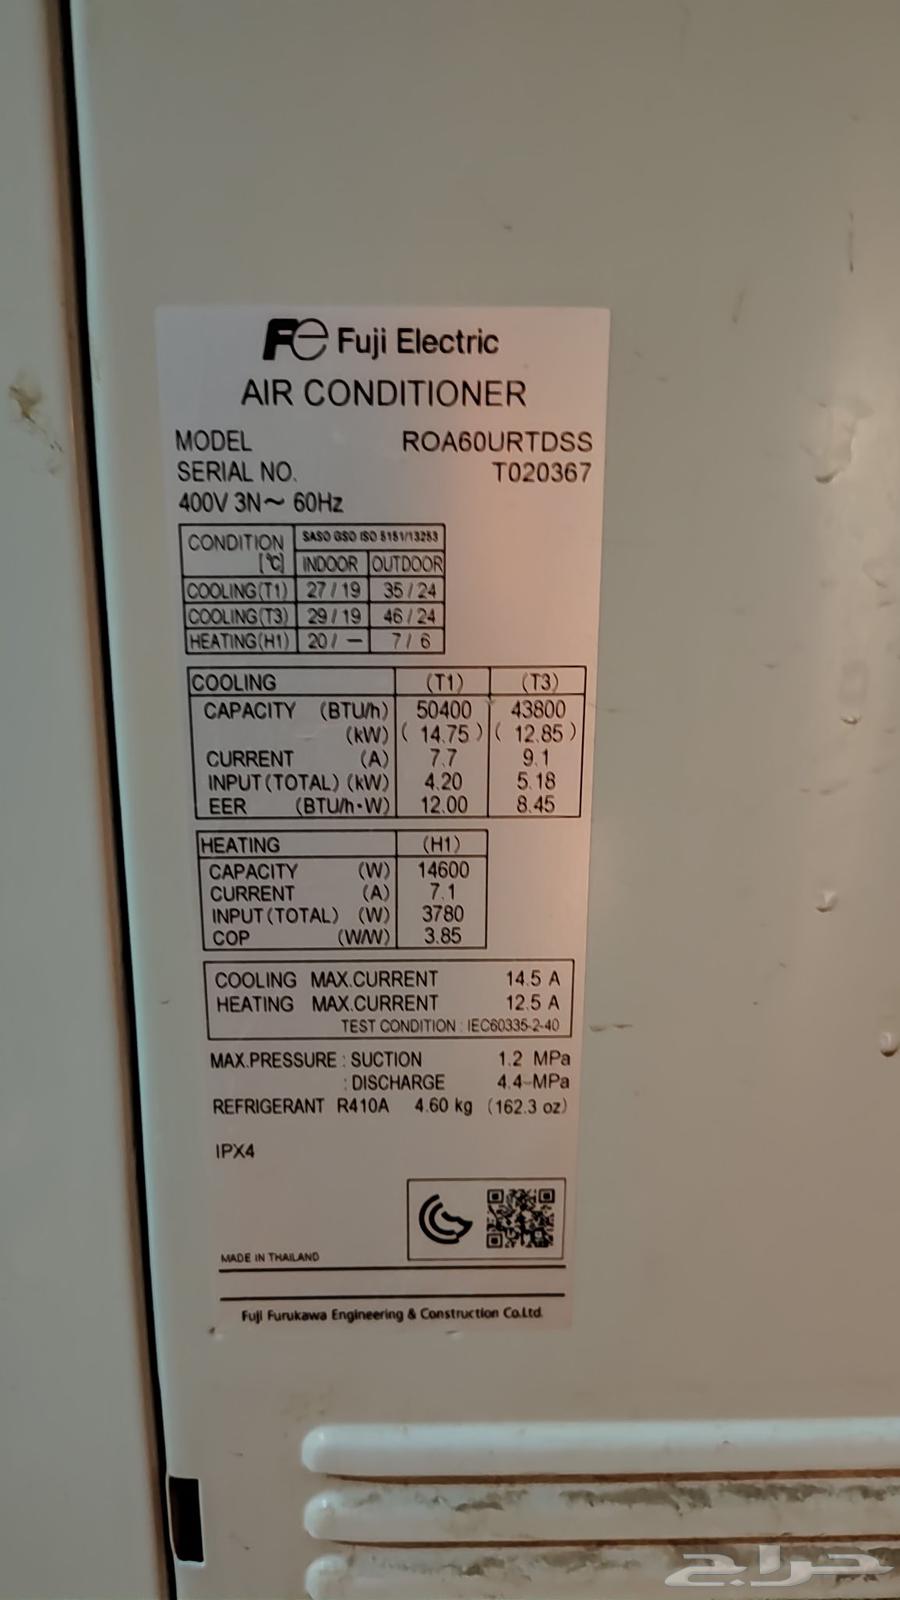 Fe Fuji Electric
AIR CONDITIONER
MODEL ROA60URTDSS
SERIAL NO. T020367
400V 3N~ 60Hz
CONDITION [℃] SASO GSO ISO 5151/13253
INDOOR OUTDOOR
COOLING(T1) 27/19 35/24
COOLING(T3) 29/19 46/24
HEATING(H1) 20/ — 7/6
COOLING (T1) (T3)
CAPACITY (BTU/h) 50400 43800
(kW) ( 14.75 ) ( 12.85 )
CURRENT (A) 7.7 9.1
INPUT(TOTAL) (kW) 4.20 5.18
EER (BTU/h·W) 12.00 8.45
HEATING (H1)
CAPACITY (W) 14600
CURRENT (A) 7.1
INPUT(TOTAL) (W) 3780
COP (W/W) 3.85
COOLING MAX.CURRENT 14.5 A
HEATING MAX.CURRENT 12.5 A
TEST CONDITION : IEC60335-2-40
MAX.PRESSURE : SUCTION 1.2 MPa
: DISCHARGE 4.4 MPa
REFRIGERANT R410A 4.60 kg (162.3 oz)
IPX4
MADE IN THAILAND
Fuji Furukawa Engineering & Construction Co.Ltd.
حراج